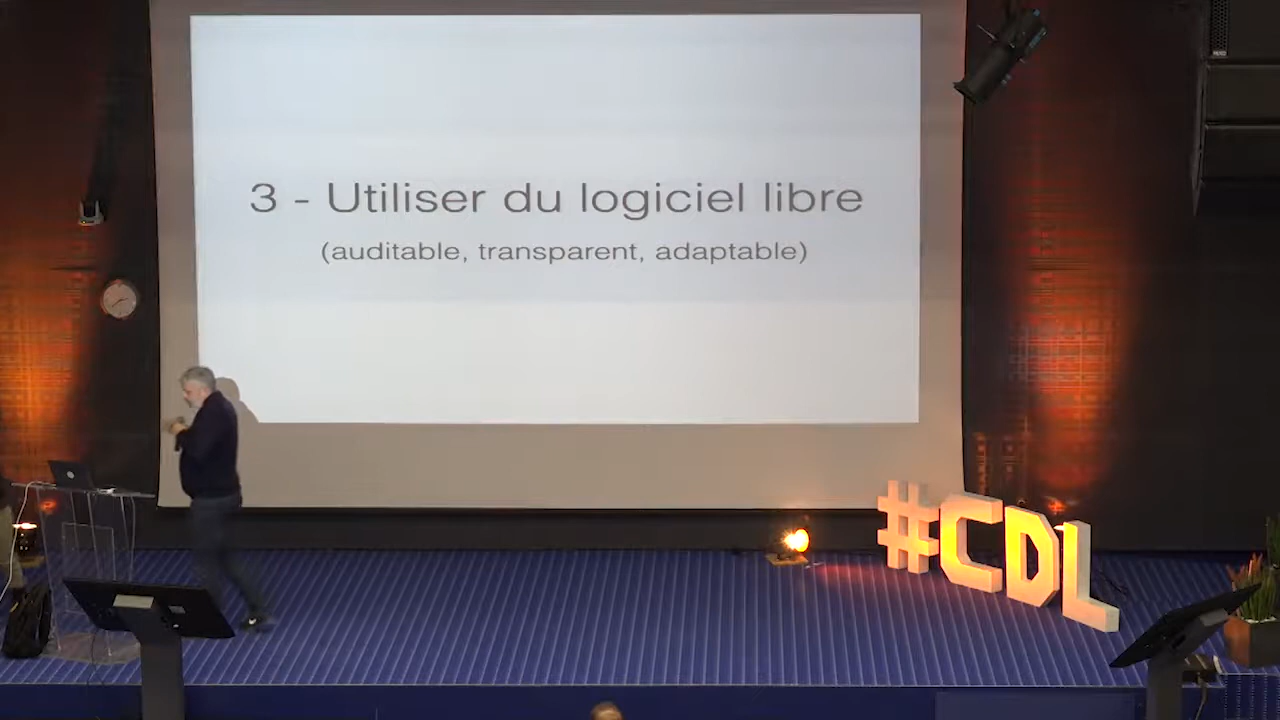 3 - Utiliser du logiciel libre
(auditable, transparent, adaptable)
#CDL